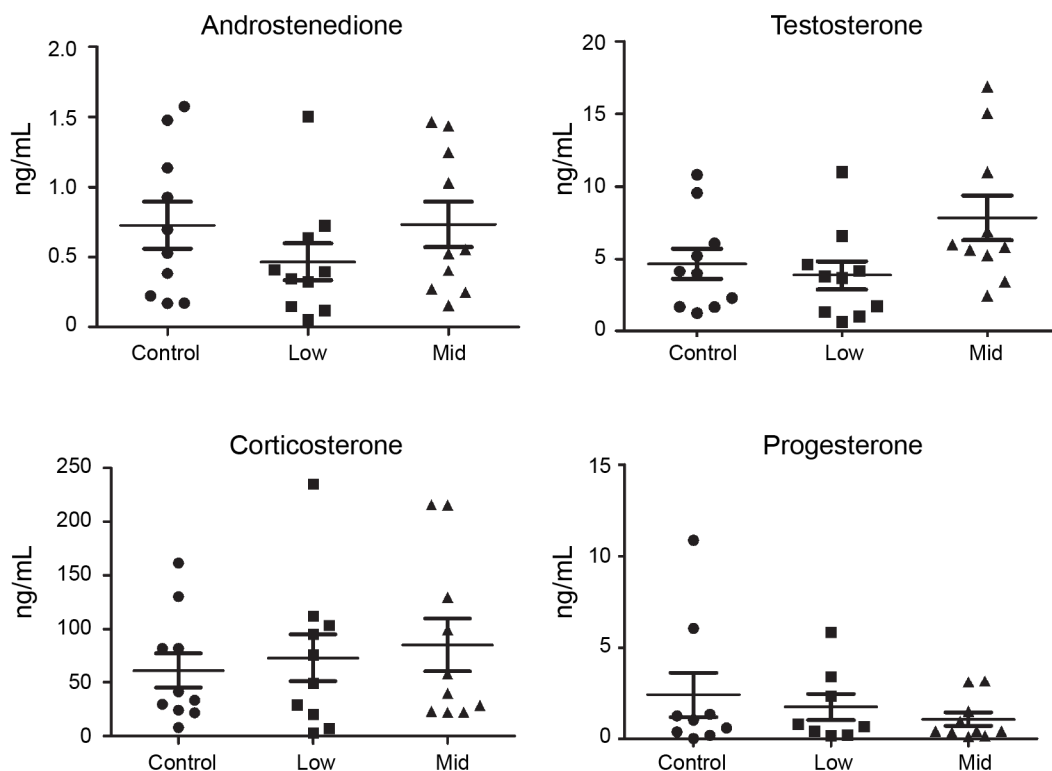 Androstenedione
ng/mL
2.0
1.5
1.0
0.5
0
Control Low Mid
Testosterone
ng/mL
20
15
10
5
0
Control Low Mid
Corticosterone
ng/mL
250
200
150
100
50
0
Control Low Mid
Progesterone
ng/mL
15
10
5
0
Control Low Mid